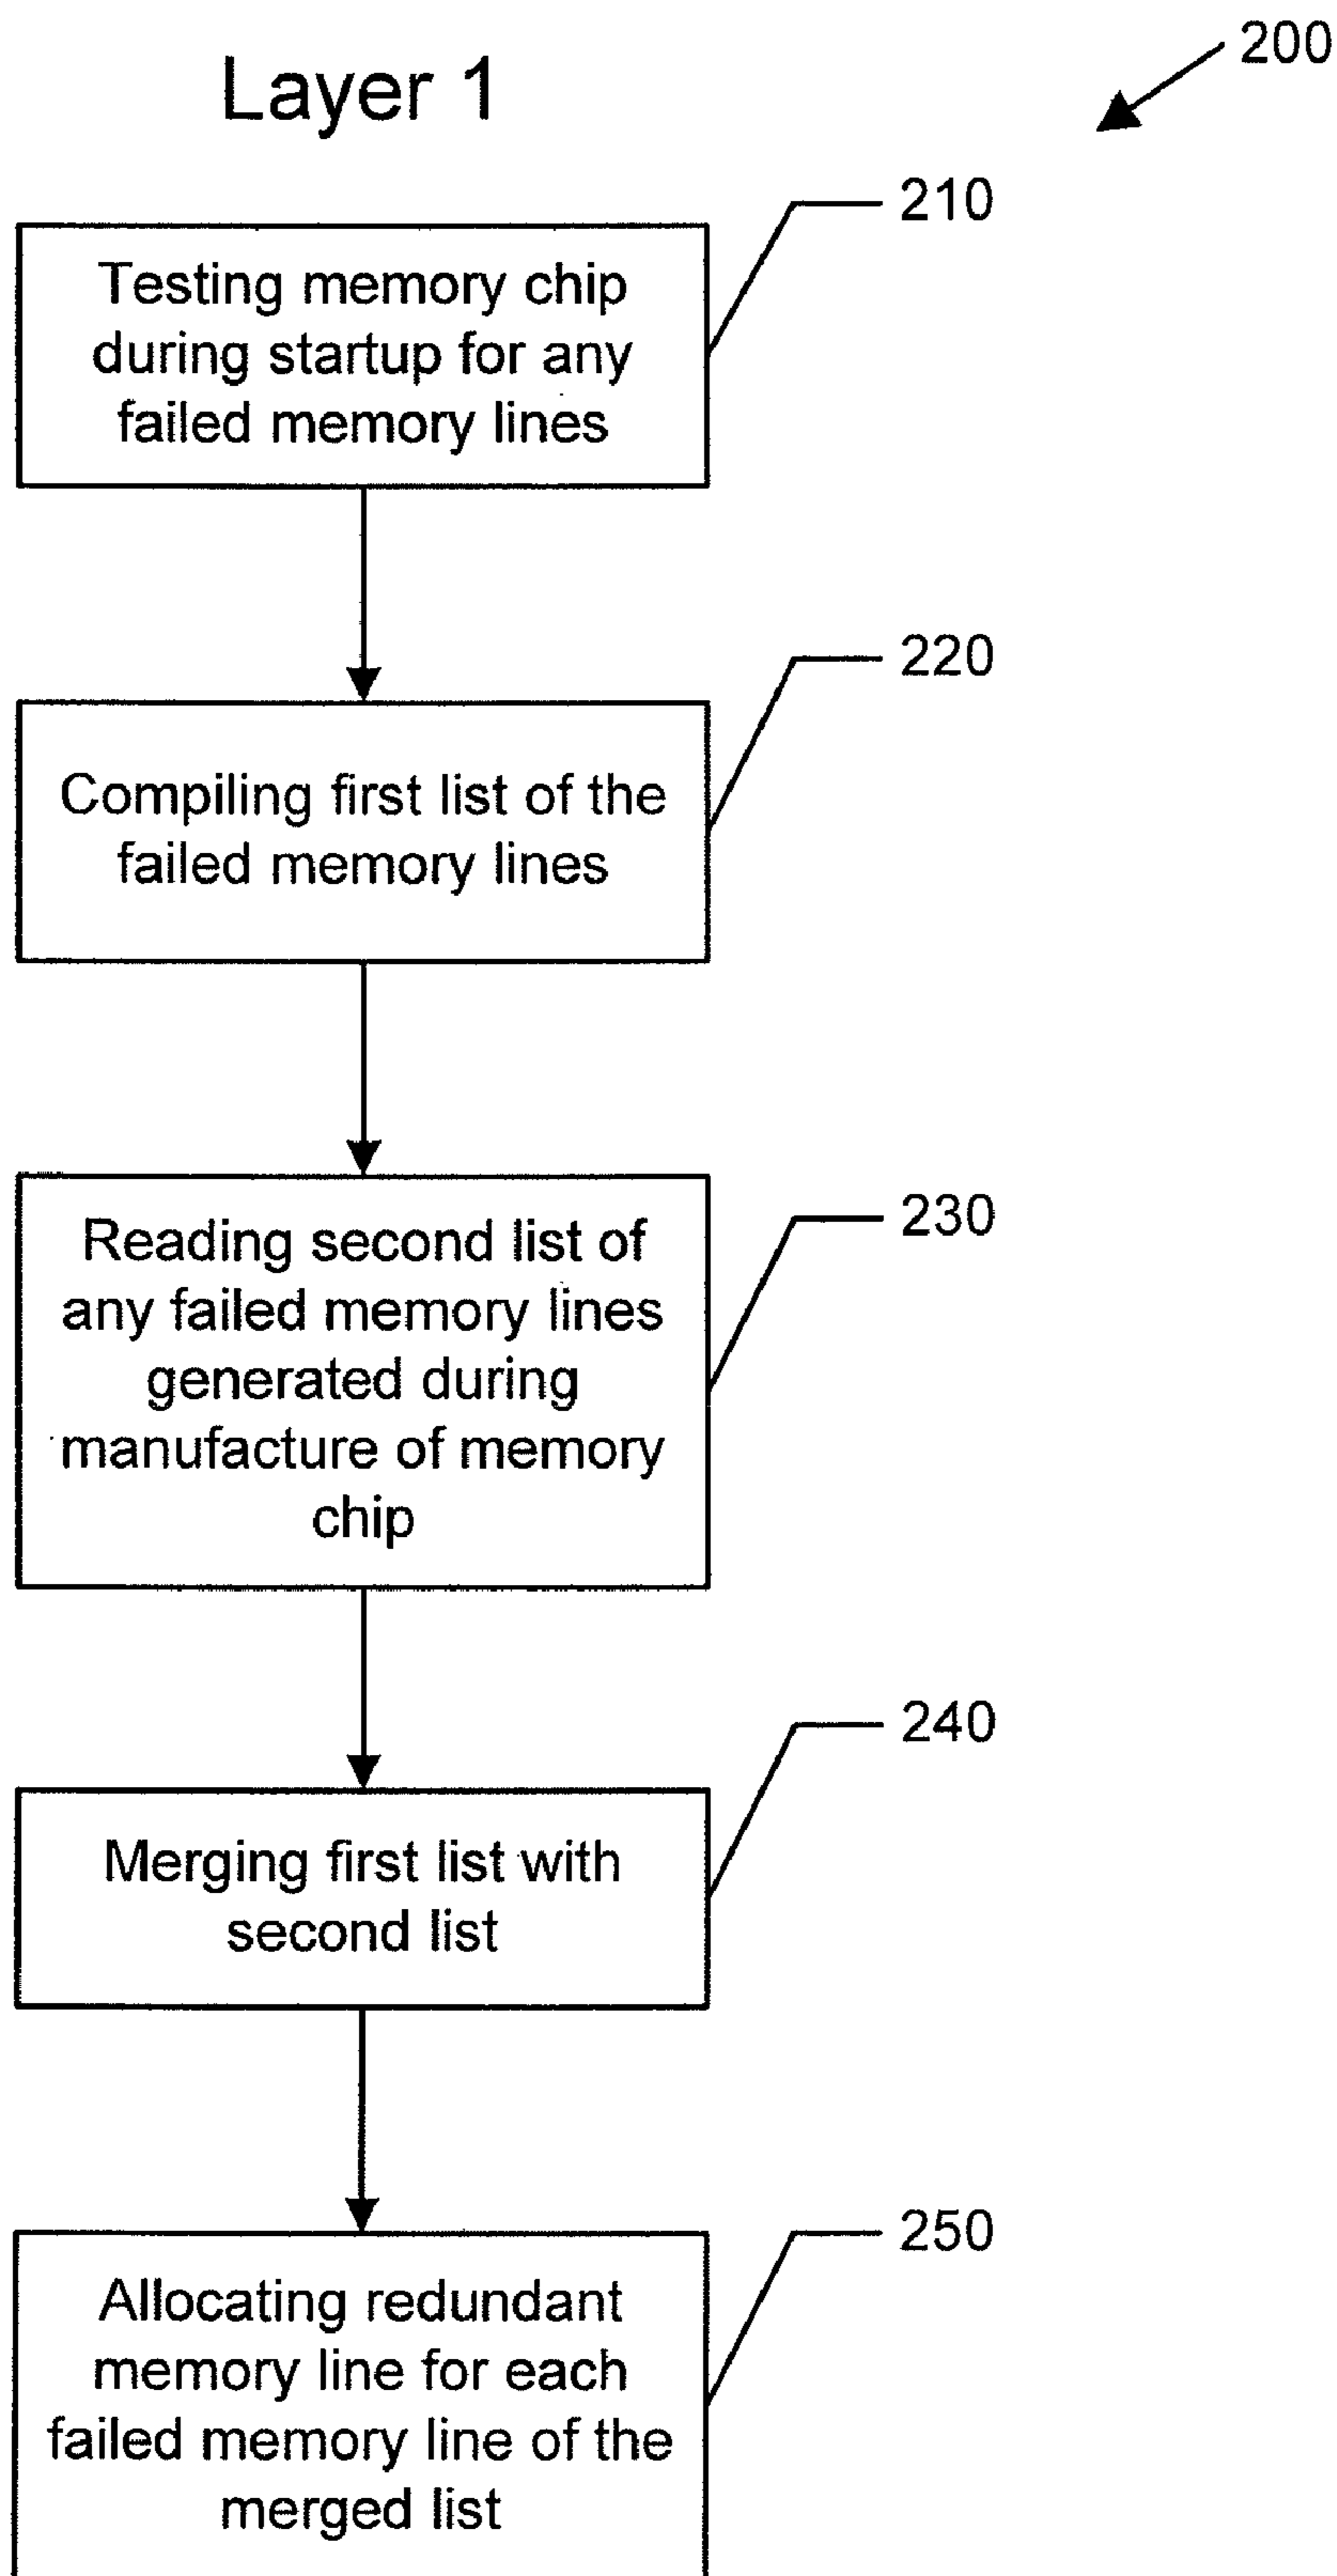 200
Layer 1
210
Testing memory chip
during startup for any
failed memory lines
220
Compiling first list of the
failed memory lines
230
Reading second list of
any failed memory lines
generated during
manufacture of memory
chip
240
Merging first list with
second list
250
Allocating redundant
memory line for each
failed memory line of the
merged list